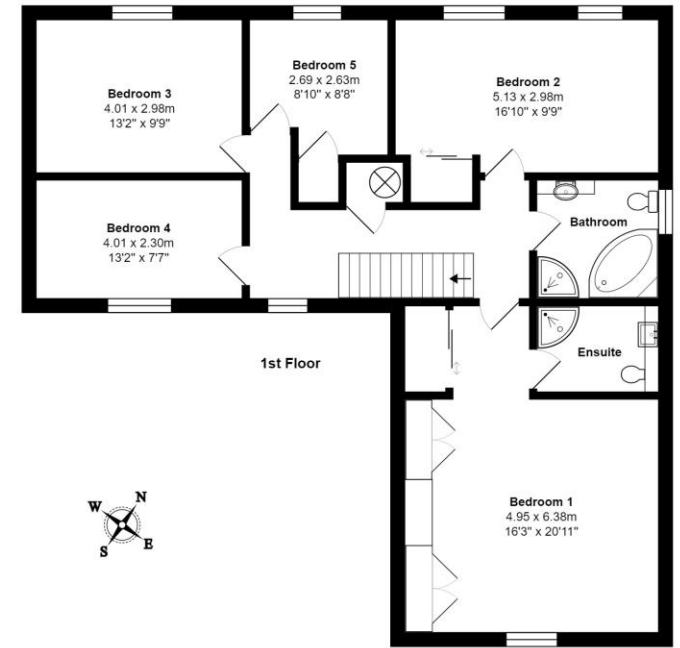 Bedroom 3
4.01 x 2.98m
13'2" x 9'9"
Bedroom 5
2.69 x 2.63m
8'10" x 8'8"
Bedroom 2
5.13 x 2.98m
16'10" x 9'9"
Bedroom 4
4.01 x 2.30m
13'2" x 7'7"
Bathroom
1st Floor
Ensuite
Bedroom 1
4.95 x 6.38m
16'3" x 20'11"
W
N
S
E